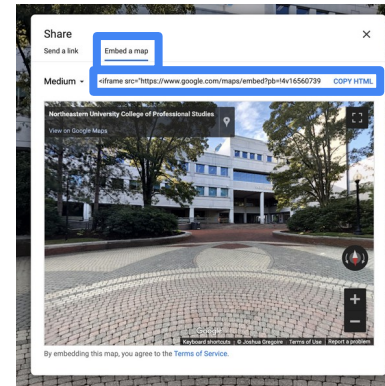 Share
Send a link Embed a map
Medium <iframe src="https://www.google.com/maps/embed?pb=!4v16560739 COPY HTML
Northeastern University College of Professional Studies
View on Google Maps
Google
Keyboard shortcuts © Joshua Gregoire Terms of Use Report a problem
By embedding this map, you agree to the Terms of Service.